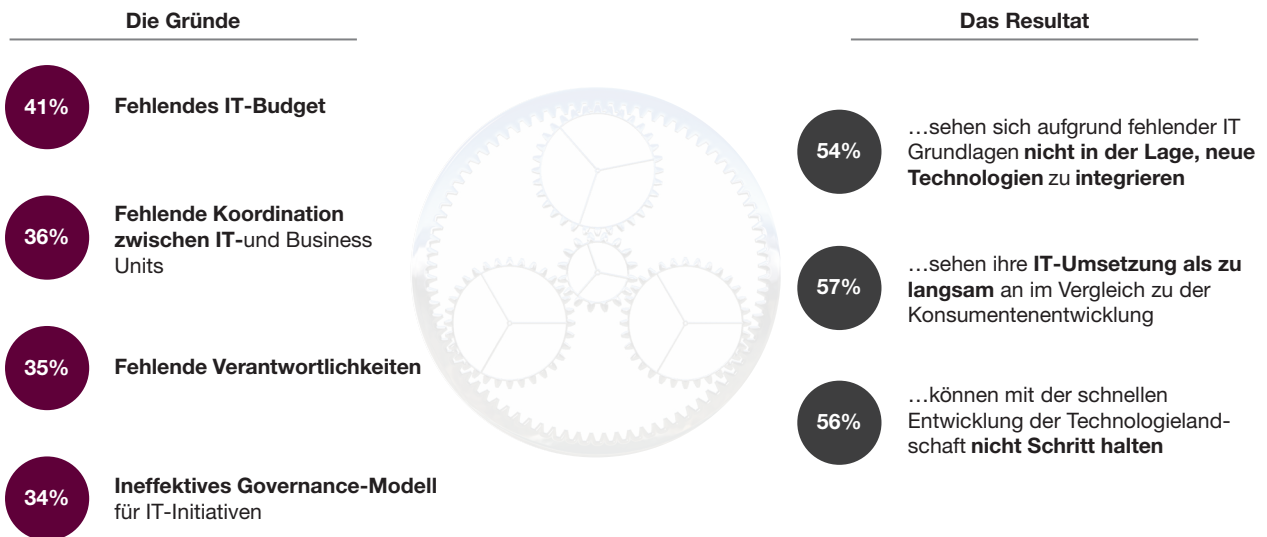 Die Gründe
41%
Fehlendes IT-Budget
36%
Fehlende Koordination
zwischen IT-und Business
Units
35%
Fehlende Verantwortlichkeiten
34%
Ineffektives Governance-Modell
für IT-Initiativen
Das Resultat
54%
…sehen sich aufgrund fehlender IT
Grundlagen nicht in der Lage, neue
Technologien zu integrieren
57%
…sehen ihre IT-Umsetzung als zu
langsam an im Vergleich zu der
Konsumentenentwicklung
56%
…können mit der schnellen
Entwicklung der Technologieland-
schaft nicht Schritt halten